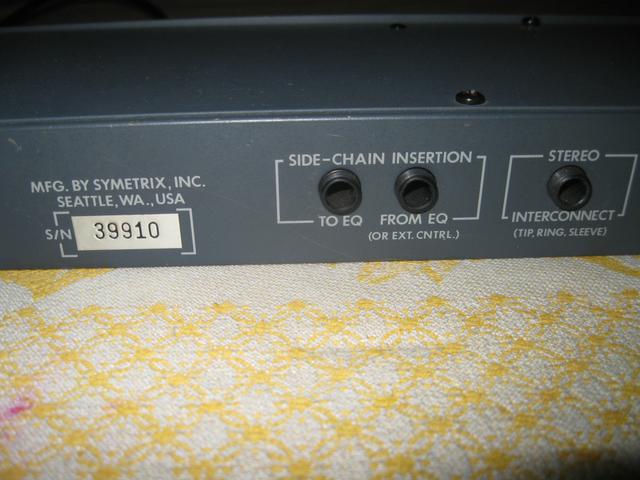 MFG. BY SYMETRIX, INC.
SEATTLE, WA., USA
S/N 39910
SIDE-CHAIN INSERTION
TO EQ FROM EQ
(OR EXT. CNTRL.)
STEREO
INTERCONNECT
(TIP, RING, SLEEVE)